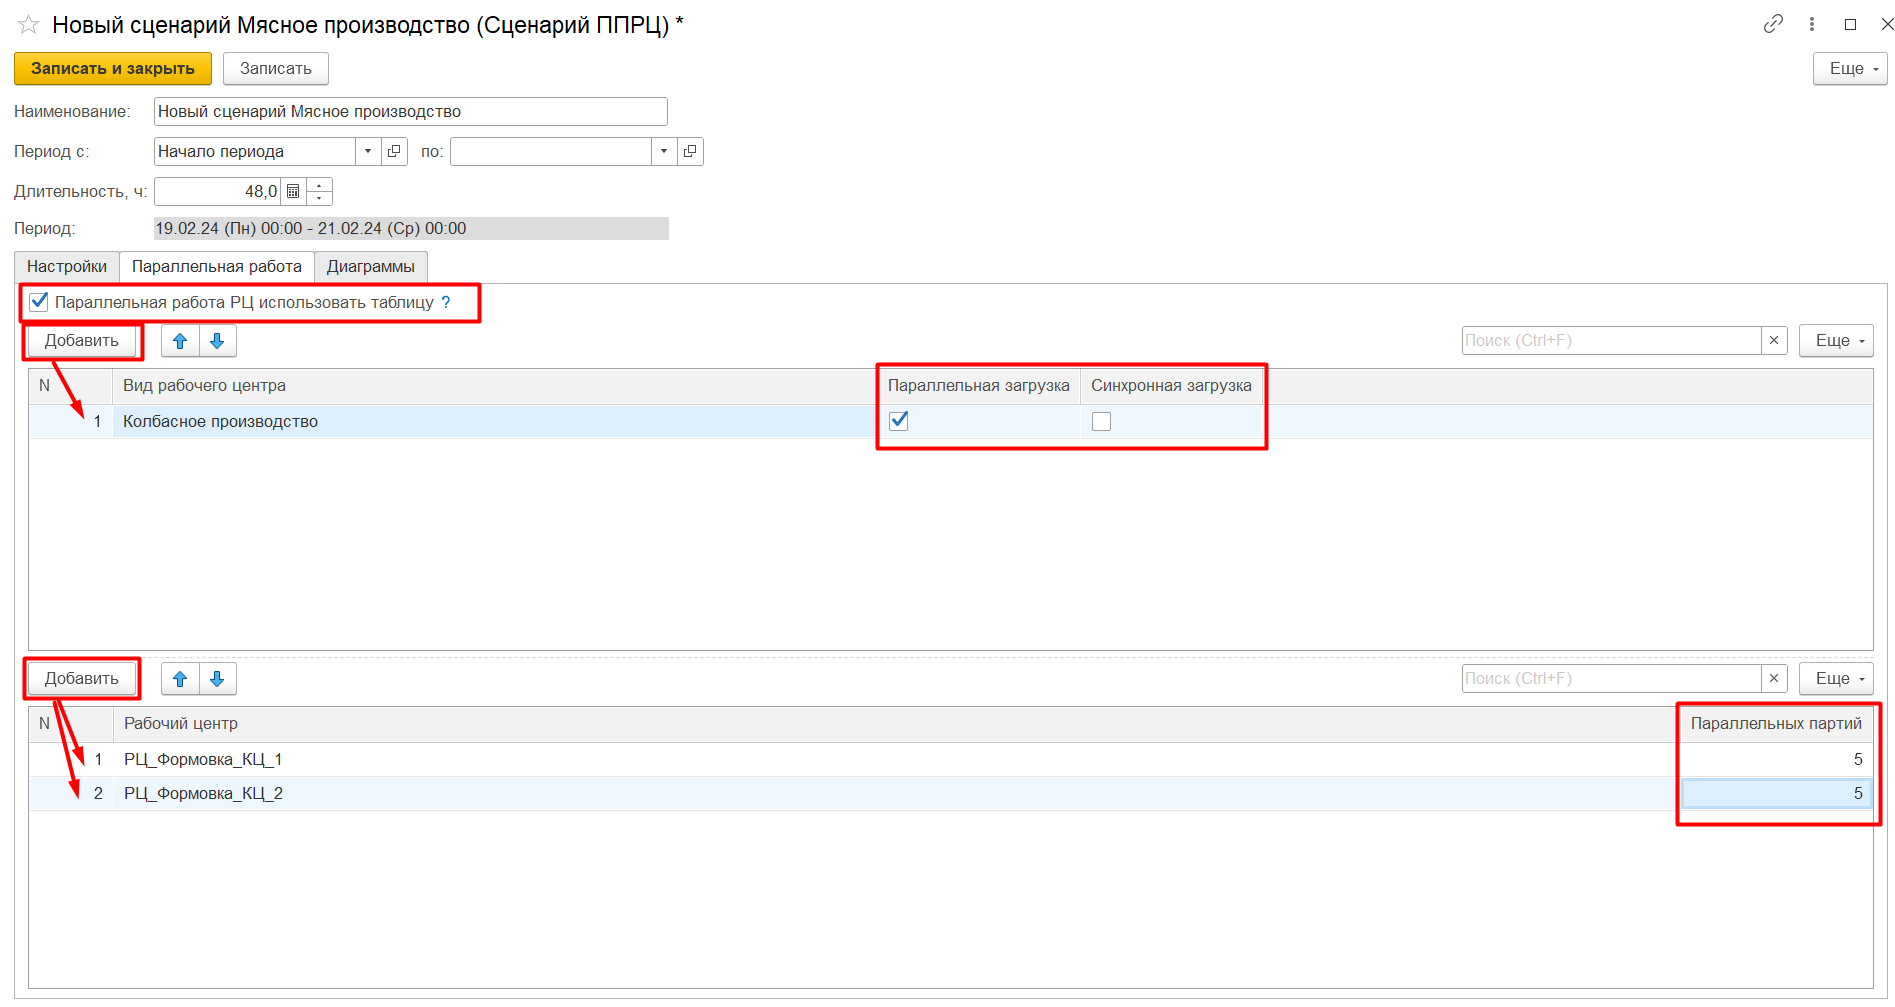 Новый сценарий Мясное производство (Сценарий ППРЦ) *
Записать и закрыть
Записать
Еще
Наименование: Новый сценарий Мясное производство
Период с: Начало периода по:
Длительность, ч: 48,0
Период: 19.02.24 (Пн) 00:00 - 21.02.24 (Ср) 00:00
Настройки
Параллельная работа
Диаграммы
Параллельная работа РЦ использовать таблицу ?
Добавить
Поиск (Ctrl+F)
×
Еще
N Вид рабочего центра Параллельная загрузка Синхронная загрузка
1 Колбасное производство
Добавить
Поиск (Ctrl+F)
×
Еще
N Рабочий центр Параллельных партий
1 РЦ_Формовка_КЦ_1 5
2 РЦ_Формовка_КЦ_2 5